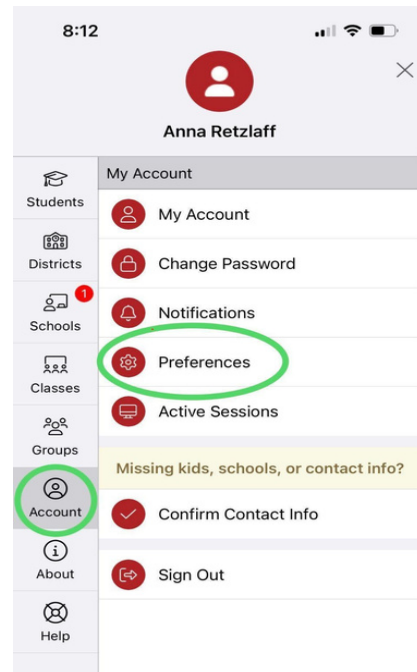 8:12
Anna Retzlaff
My Account
Students
My Account
Districts
Change Password
1
Schools
Notifications
Classes
Preferences
Groups
Active Sessions
Missing kids, schools, or contact info?
Account
Confirm Contact Info
About
Sign Out
Help